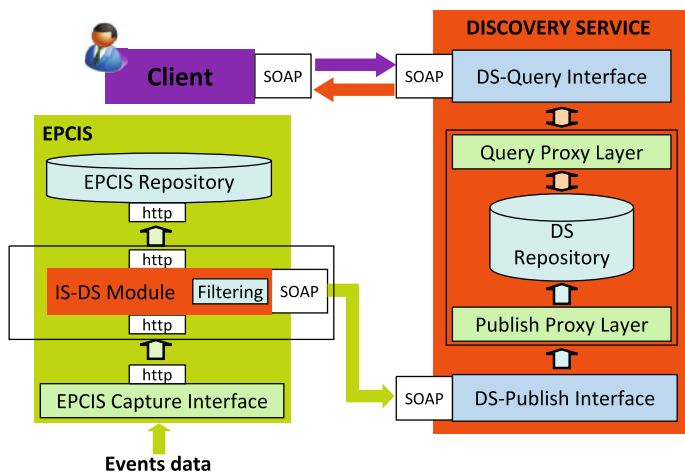 DISCOVERY SERVICE
Client
SOAP
SOAP
DS-Query Interface
EPCIS
EPCIS Repository
http
http
IS-DS Module
Filtering
SOAP
http
http
EPCIS Capture Interface
Events data
Query Proxy Layer
DS
Repository
Publish Proxy Layer
SOAP
DS-Publish Interface